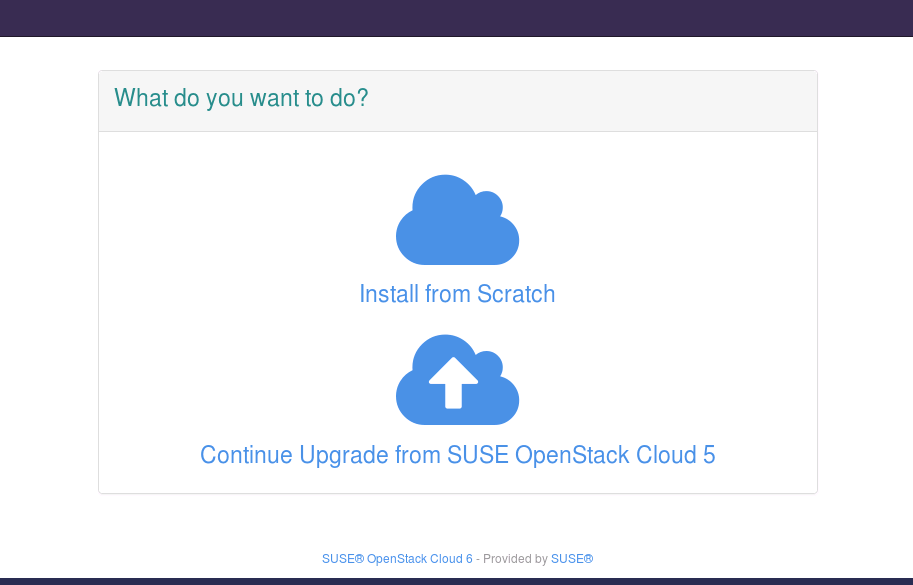 What do you want to do?
Install from Scratch
Continue Upgrade from SUSE OpenStack Cloud 5
SUSE® OpenStack Cloud 6 - Provided by SUSE®